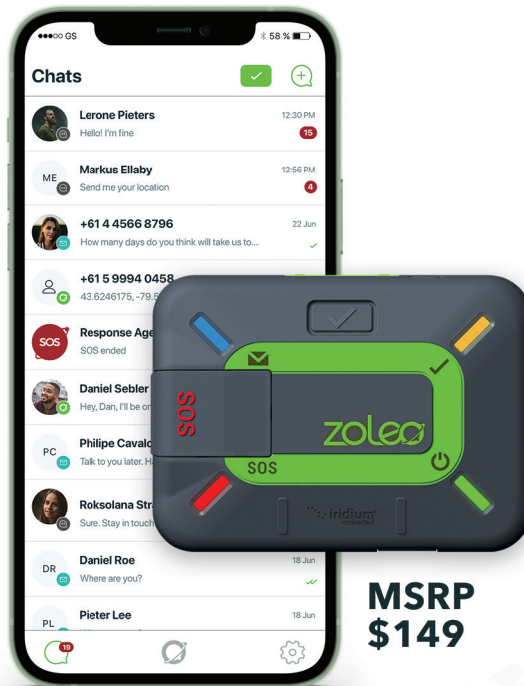 GS
58 %
Chats
Lerone Pieters
12:30 PM
Hello! I'm fine
15
ME
Markus Ellaby
12:56 PM
Send me your location
4
+61 4 4566 8796
22 Jun
How many days do you think will take us to...
+61 5 9994 0458
43.6246175, -79.5
SOS
Response Age
SOS ended
Daniel Sebler
Hey, Dan, I'll be or
PC
Philipe Cavalc
Talk to you later. H
Roksolana Str
Sure. Stay in touch
DR
Daniel Roe
18 Jun
Where are you?
PL
Pieter Lee
18 Jun
19
SOS
zoleo
SOS
iridium
connected
MSRP
$149